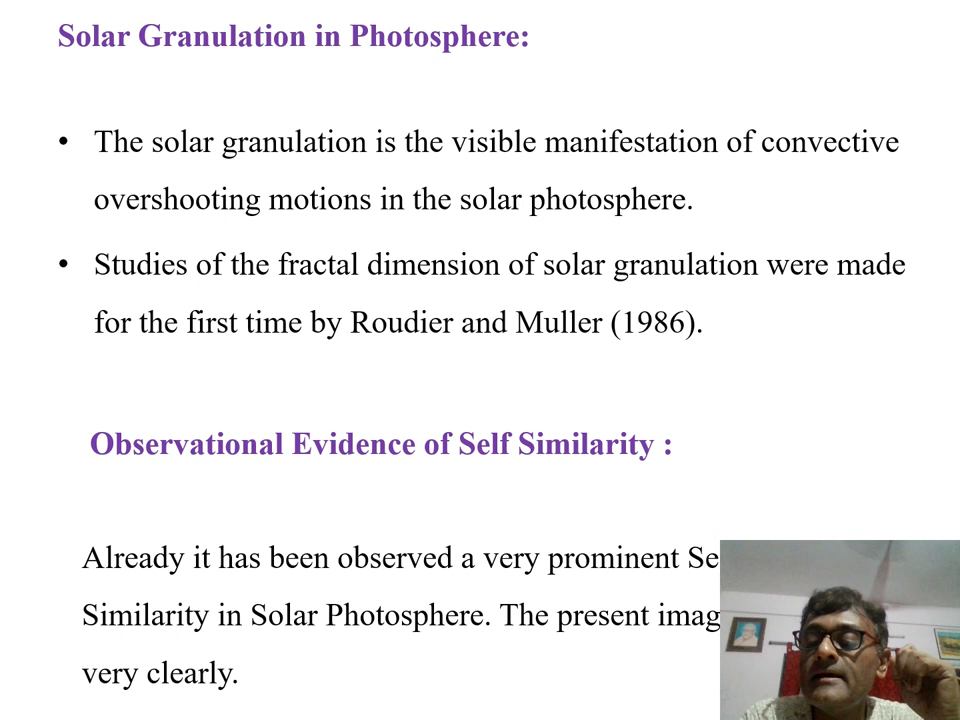 Solar Granulation in Photosphere:
• The solar granulation is the visible manifestation of convective
overshooting motions in the solar photosphere.
• Studies of the fractal dimension of solar granulation were made
for the first time by Roudier and Muller (1986).
Observational Evidence of Self Similarity :
Already it has been observed a very prominent
Similarity in Solar Photosphere. The present
very clearly.